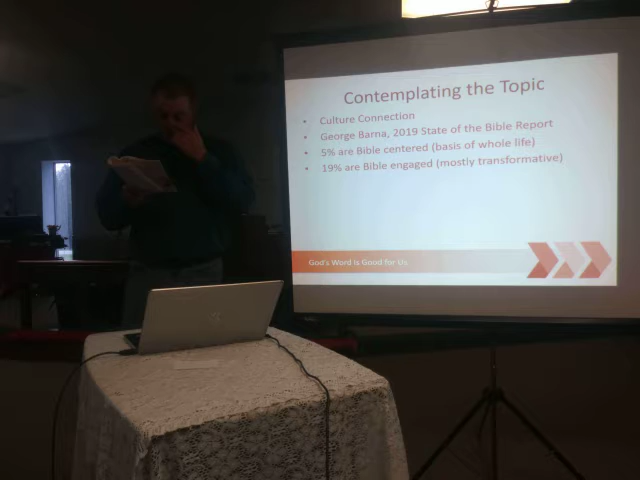 Contemplating the Topic
Culture Connection
George Barna, 2019 State of the Bible Report
5% are Bible centered (basis of whole life)
19% are Bible engaged (mostly transformative)
God's Word is Good for Us